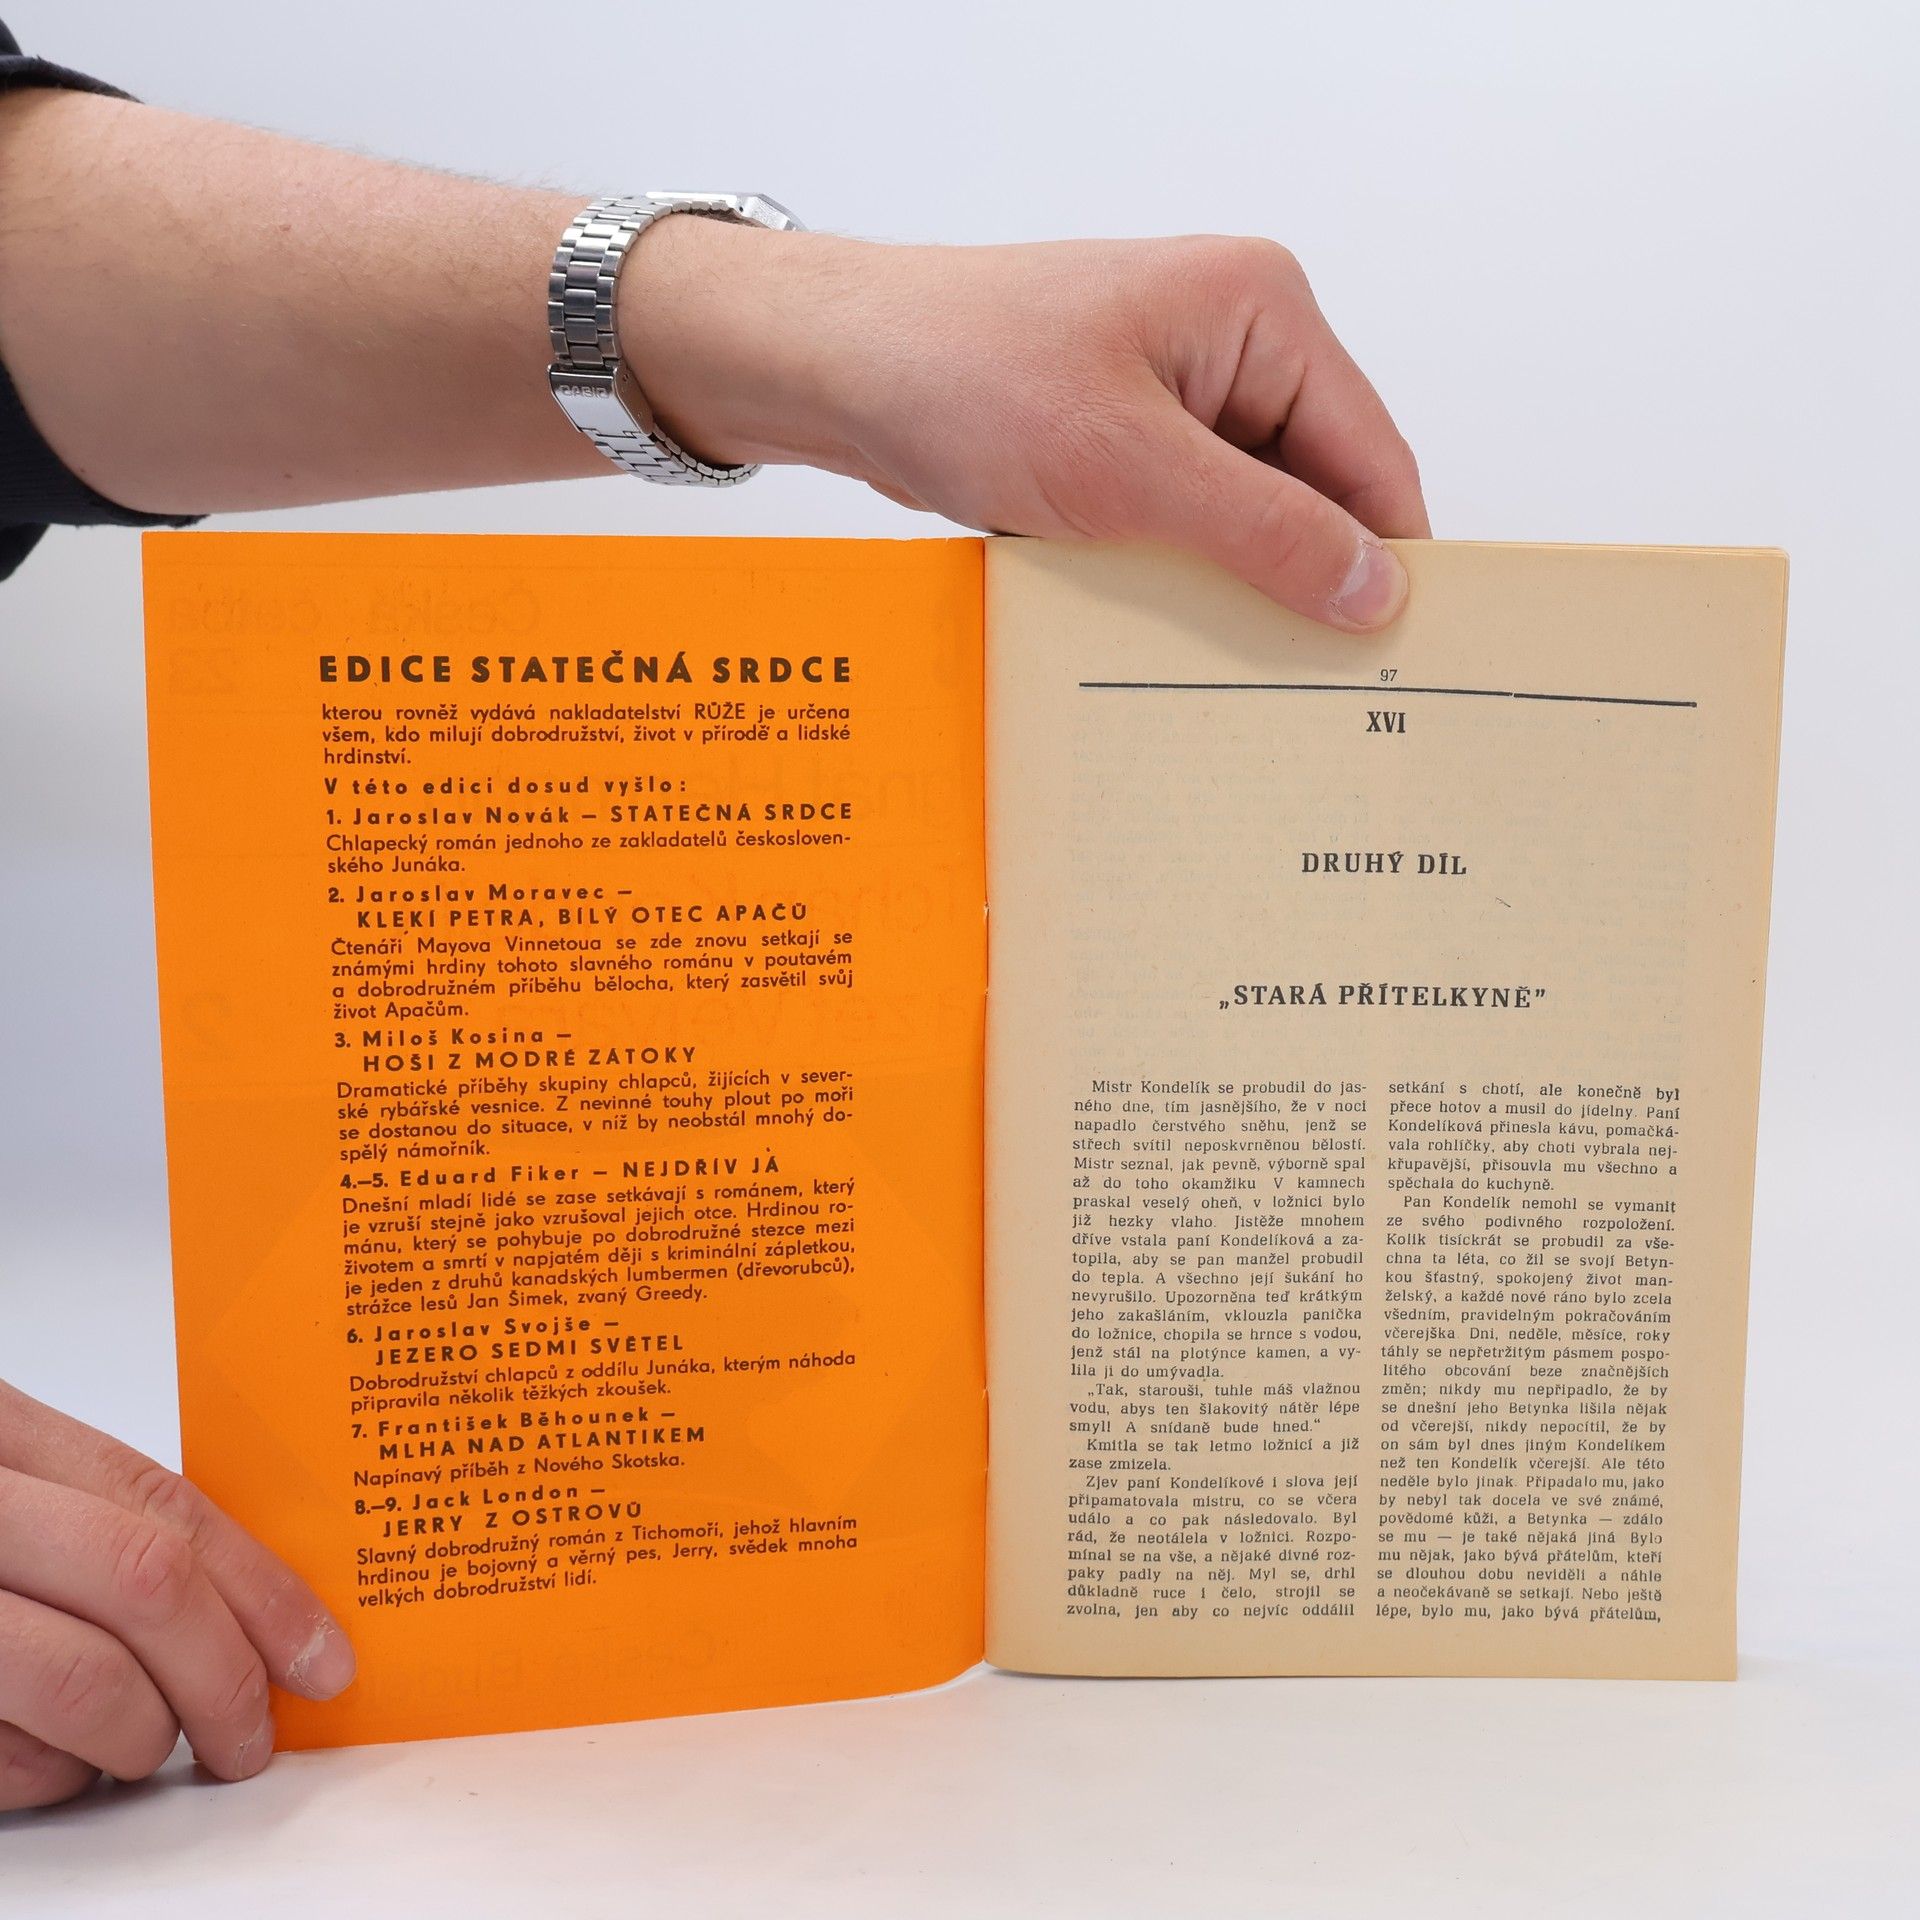 CASIO
EDICE STATEČNÁ SRDCE
kterou rovněž vydává nakladatelství RŮŽE je určena
všem, kdo milují dobrodružství, život v přírodě a lidské
hrdinství.
V této edici dosud vyšlo:
1. Jaroslav Novák — STATEČNÁ SRDCE
Chlapecký román jednoho ze zakladatelů českosloven-
ského Junáka.
2. Jaroslav Moravec —
KLEKÍ PETRA, BÍLÝ OTEC APAČŮ
Čtenáři Mayova Vinnetoua se zde znovu setkají se
známými hrdiny tohoto slavného románu v poutavém
a dobrodružném příběhu bělocha, který zasvětil svůj
život Apačům.
3. Miloš Kosina —
HOŠI Z MODRÉ ZÁTOKY
Dramatické příběhy skupiny chlapců, žijících v sever-
ské rybářské vesnice. Z nevinné touhy plout po moři
se dostanou do situace, v níž by neobstál mnohý do-
spělý námořník.
4.—5. Eduard Fiker — NEJDŘÍV JÁ
Dnešní mladí lidé se zase setkávají s románem, který
je vzruší stejně jako vzrušoval jejich otce. Hrdinou ro-
mánu, který se pohybuje po dobrodružné stezce mezi
životem a smrtí v napjatém ději s kriminální zápletkou,
je jeden z druhů kanadských lumbermen (dřevorubců),
strážce lesů Jan Šimek, zvaný Greedy.
6. Jaroslav Svojše —
JEZERO SEDMI SVĚTEL
Dobrodružství chlapců z oddílu Junáka, kterým náhoda
připravila několik těžkých zkoušek.
7. František Běhounek —
MLHA NAD ATLANTIKEM
Napínavý příběh z Nového Skotska.
8.—9. Jack London —
JERRY Z OSTROVŮ
Slavný dobrodružný román z Tichomoří, jehož hlavním
hrdinou je bojovný a věrný pes, Jerry, svědek mnoha
velkých dobrodružství lidí.
97
XVI
DRUHÝ DÍL
„STARÁ PŘÍTELKYNĚ”
Mistr Kondelík se probudil do jas-
ného dne, tím jasnějšího, že v noci
napadlo čerstvého sněhu, jenž se
střech svítil neposkvrněnou bělostí.
Mistr seznal, jak pevně, výborně spal
až do toho okamžiku V kamnech
praskal veselý oheň, v ložnici bylo
již hezky vlaho. Jistěže mnohem
dříve vstala paní Kondelíková a za-
topila, aby se pan manžel probudil
do tepla. A všechno její šukání ho
nevyrušilo. Upozorněna teď krátkým
jeho zakašláním, vklouzla panička
do ložnice, chopila se hrnce s vodou,
jenž stál na plotýnce kamen, a vy-
lila ji do umývadla.
„Tak, starouši, tuhle máš vlažnou
vodu, abys ten šlakovitý nátěr lépe
smyl! A snídaně bude hned.“
Kmitla se tak letmo ložnicí a již
zase zmizela.
Zjev paní Kondelíkové i slova její
připamatovala mistru, co se včera
událo a co pak následovalo. Byl
rád, že neotálela v ložnici. Rozpo-
mínal se na vše, a nějaké divné roz-
paky padly na něj. Myl se, drhl
důkladně ruce i čelo, strojil se
zvolna, jen aby co nejvíc oddálil
setkání s chotí, ale konečně byl
přece hotov a musil do jídelny. Paní
Kondelíková přinesla kávu, pomačká-
vala rohlíčky, aby choti vybrala nej-
křupavější, přisouvla mu všechno a
spěchala do kuchyně.
Pan Kondelík nemohl se vymanit
ze svého podivného rozpoložení.
Kolik tisíckrát se probudil za vše-
chna ta léta, co žil se svojí Betyn-
kou šťastný, spokojený život man-
želský, a každé nové ráno bylo zcela
všedním, pravidelným pokračováním
včerejška Dni, neděle, měsíce, roky
táhly se nepřetržitým pásmem pospo-
litého obcování beze značnějších
změn; nikdy mu nepřipadlo, že by
se dnešní jeho Betynka lišila nějak
od včerejší, nikdy nepocítil, že by
on sám byl dnes jiným Kondelíkem
než ten Kondelík včerejší. Ale této
neděle bylo jinak. Připadalo mu, jako
by nebyl tak docela ve své známé,
povědomé kůži, a Betynka — zdálo
se mu — je také nějaká jiná Bylo
mu nějak, jako bývá přátelům, kteří
se dlouhou dobu neviděli a náhle
a neočekávaně se setkají. Nebo ještě
lépe, bylo mu, jako bývá přátelům,